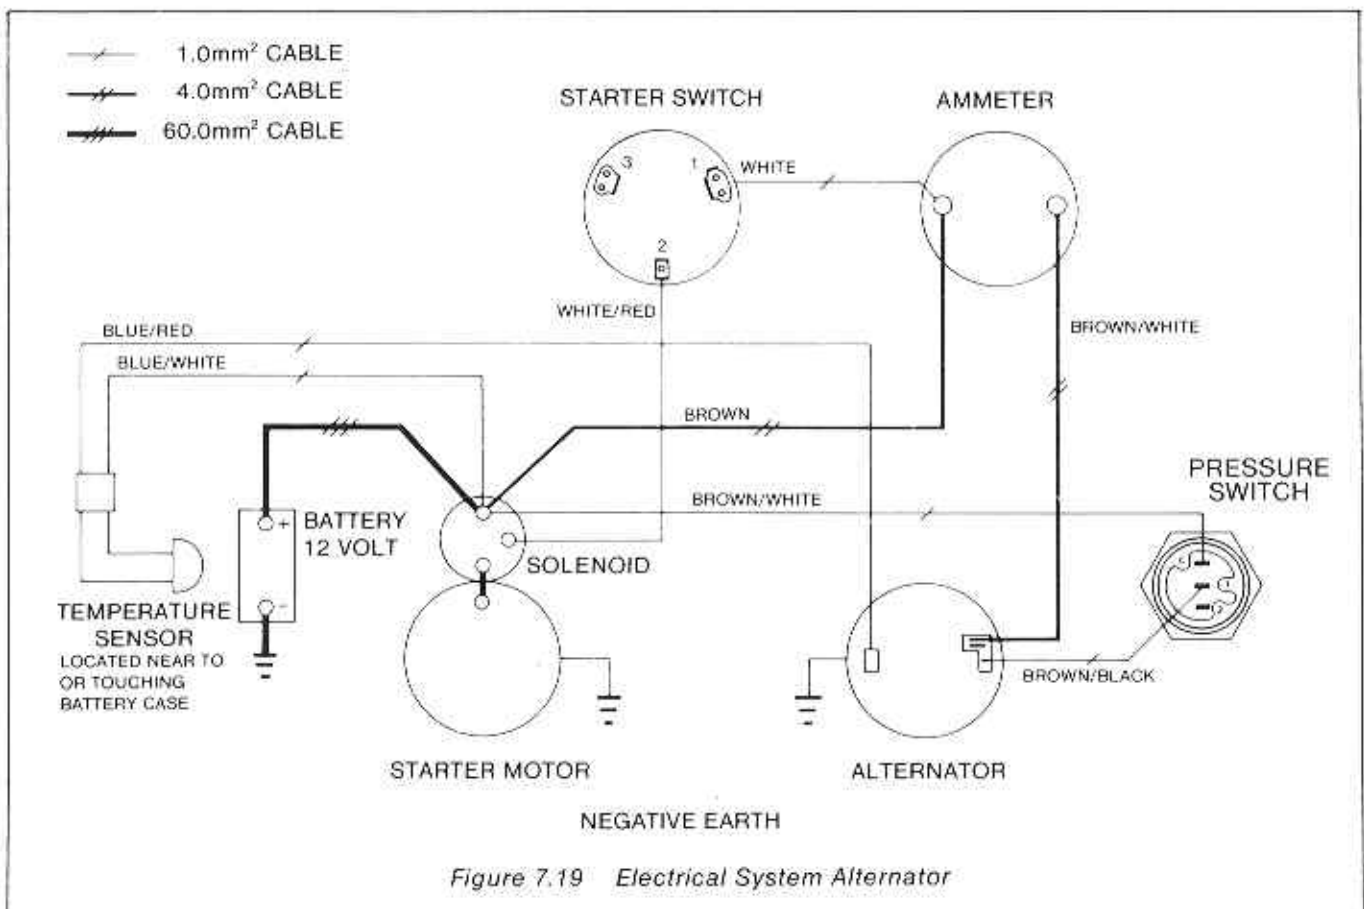 1.0mm² CABLE
4.0mm² CABLE
60.0mm² CABLE
STARTER SWITCH
AMMETER
3
1
WHITE
2
WHITE/RED
BLUE/RED
BROWN/WHITE
BLUE/WHITE
BROWN
PRESSURE
SWITCH
BROWN/WHITE
+
BATTERY
12 VOLT
SOLENOID
-
TEMPERATURE
SENSOR
LOCATED NEAR TO
OR TOUCHING
BATTERY CASE
BROWN/BLACK
STARTER MOTOR
ALTERNATOR
NEGATIVE EARTH
Figure 7.19 Electrical System Alternator